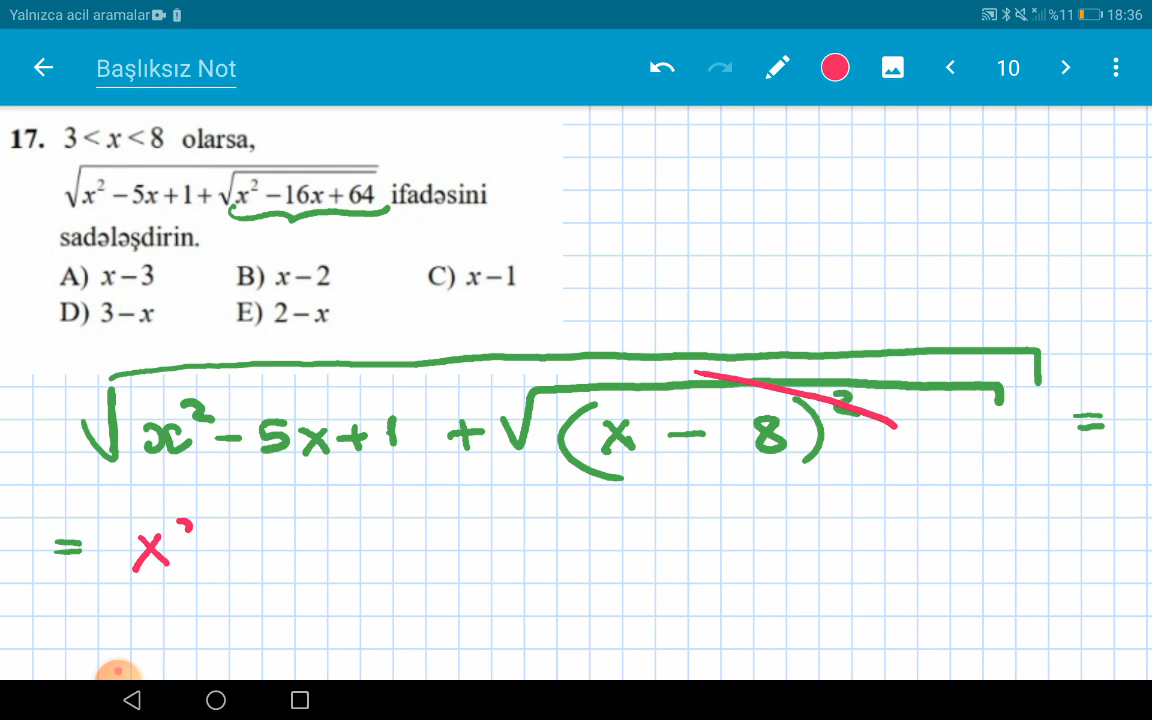 Yalnızca acil aramalar %11 18:36
Başlıksız Not 10
17. 3 < x < 8 olarsa,
√(x² − 5x + 1 + √(x² − 16x + 64)) ifadəsini
sadələşdirin.
A) x − 3 B) x − 2 C) x − 1
D) 3 − x E) 2 − x
√(x² − 5x + 1 + √((x − 8)²)) =
= x²